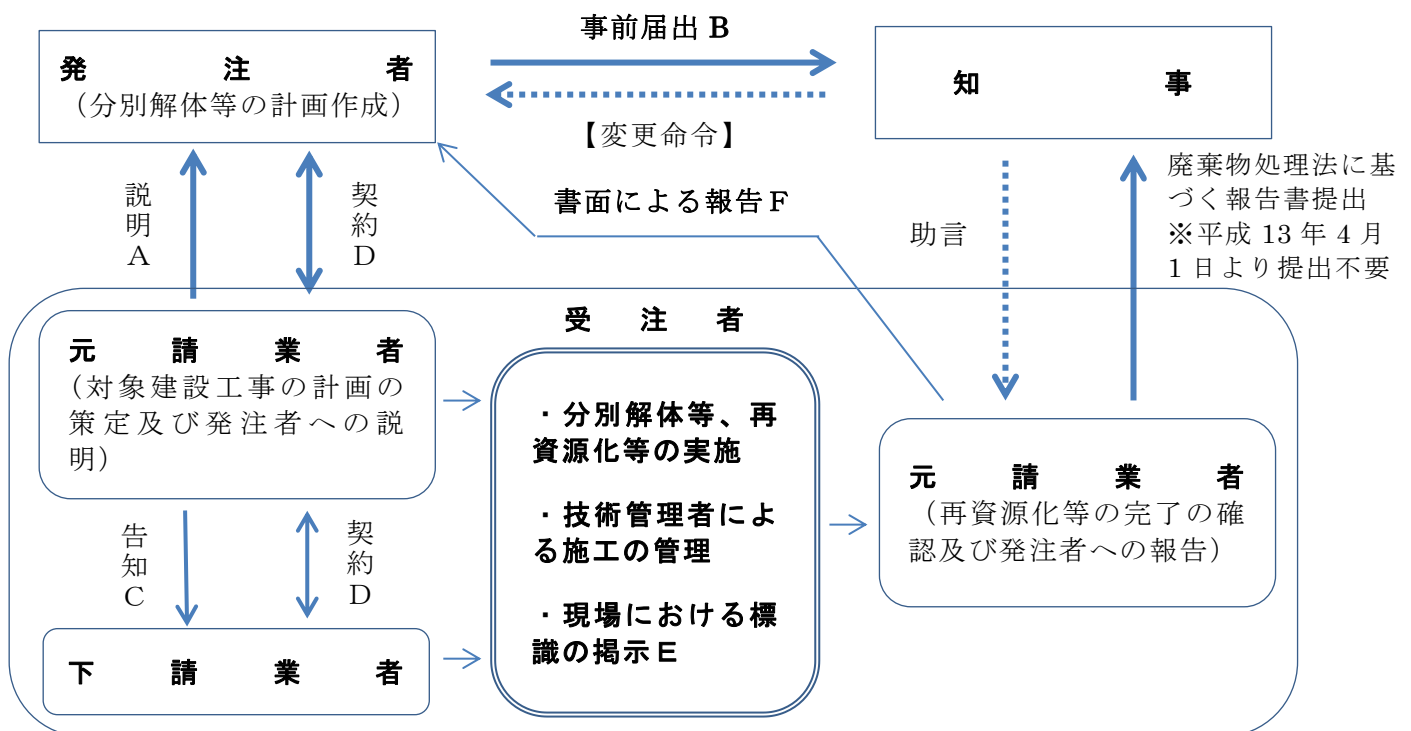 事前届出 B
発注者
(分別解体等の計画作成)
知事
【変更命令】
説明A
契約D
書面による報告F
助言
廃棄物処理法に基
づく報告書提出
※平成 13 年 4 月
1 日より提出不要
受注者
元請業者
(対象建設工事の計画の
策定及び発注者への説
明)
・分別解体等、再
資源化等の実施
・技術管理者によ
る施工の管理
・現場における標
識の掲示E
元請業者
(再資源化等の完了の確
認及び発注者への報告)
告知C
契約D
下請業者